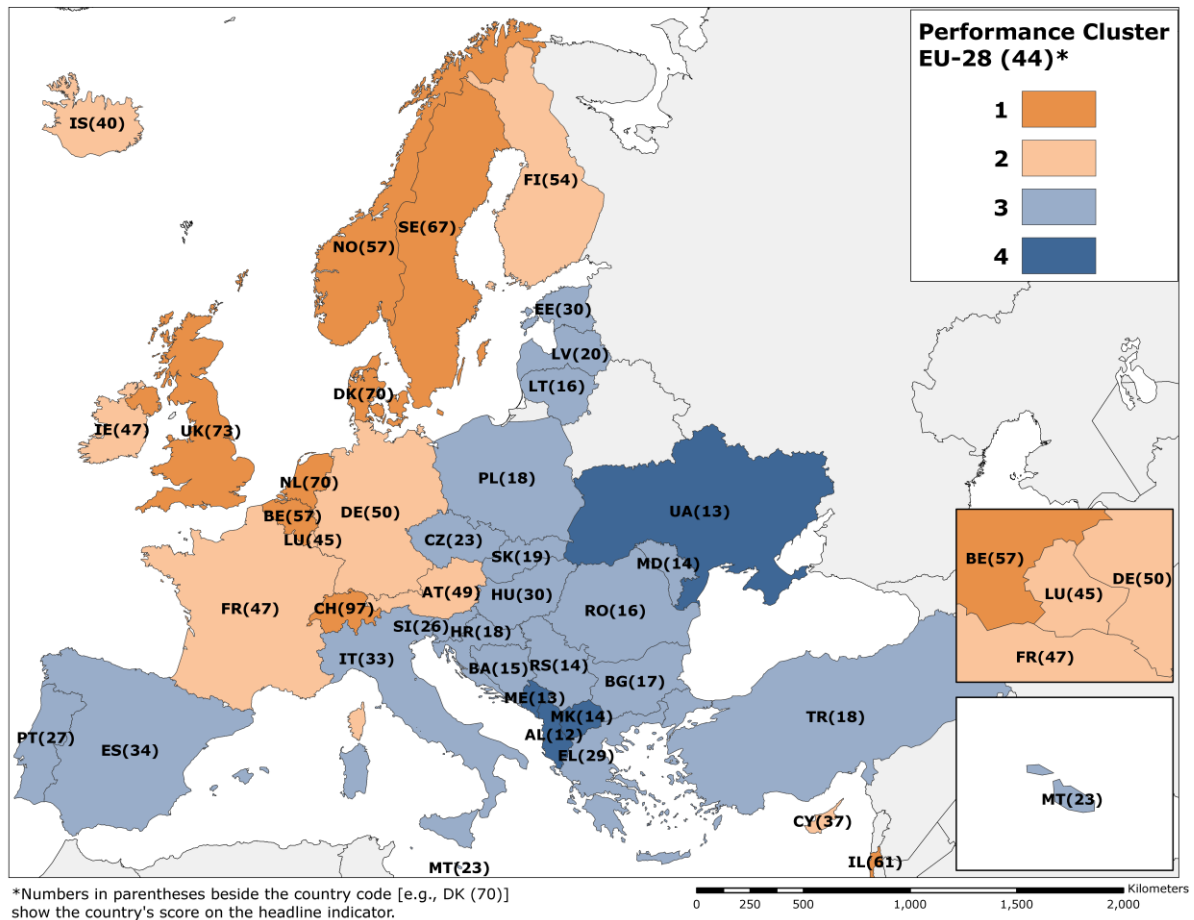 Performance Cluster
EU-28 (44)*
1
2
3
4
IS(40)
FI(54)
SE(67)
NO(57)
EE(30)
LV(20)
LT(16)
DK(70)
IE(47)
UK(73)
NL(70)
PL(18)
BE(57)
DE(50)
UA(13)
LU(45)
CZ(23)
SK(19)
MD(14)
AT(49)
HU(30)
FR(47)
CH(97)
RO(16)
SI(26)
HR(18)
IT(33)
BA(15)
RS(14)
BG(17)
ME(13)
MK(14)
TR(18)
PT(27)
ES(34)
AL(12)
EL(29)
CY(37)
IL(61)
MT(23)
BE(57)
DE(50)
LU(45)
FR(47)
MT(23)
*Numbers in parentheses beside the country code [e.g., DK (70)]
show the country's score on the headline indicator.
Kilometers
0 250 500 1,000 1,500 2,000